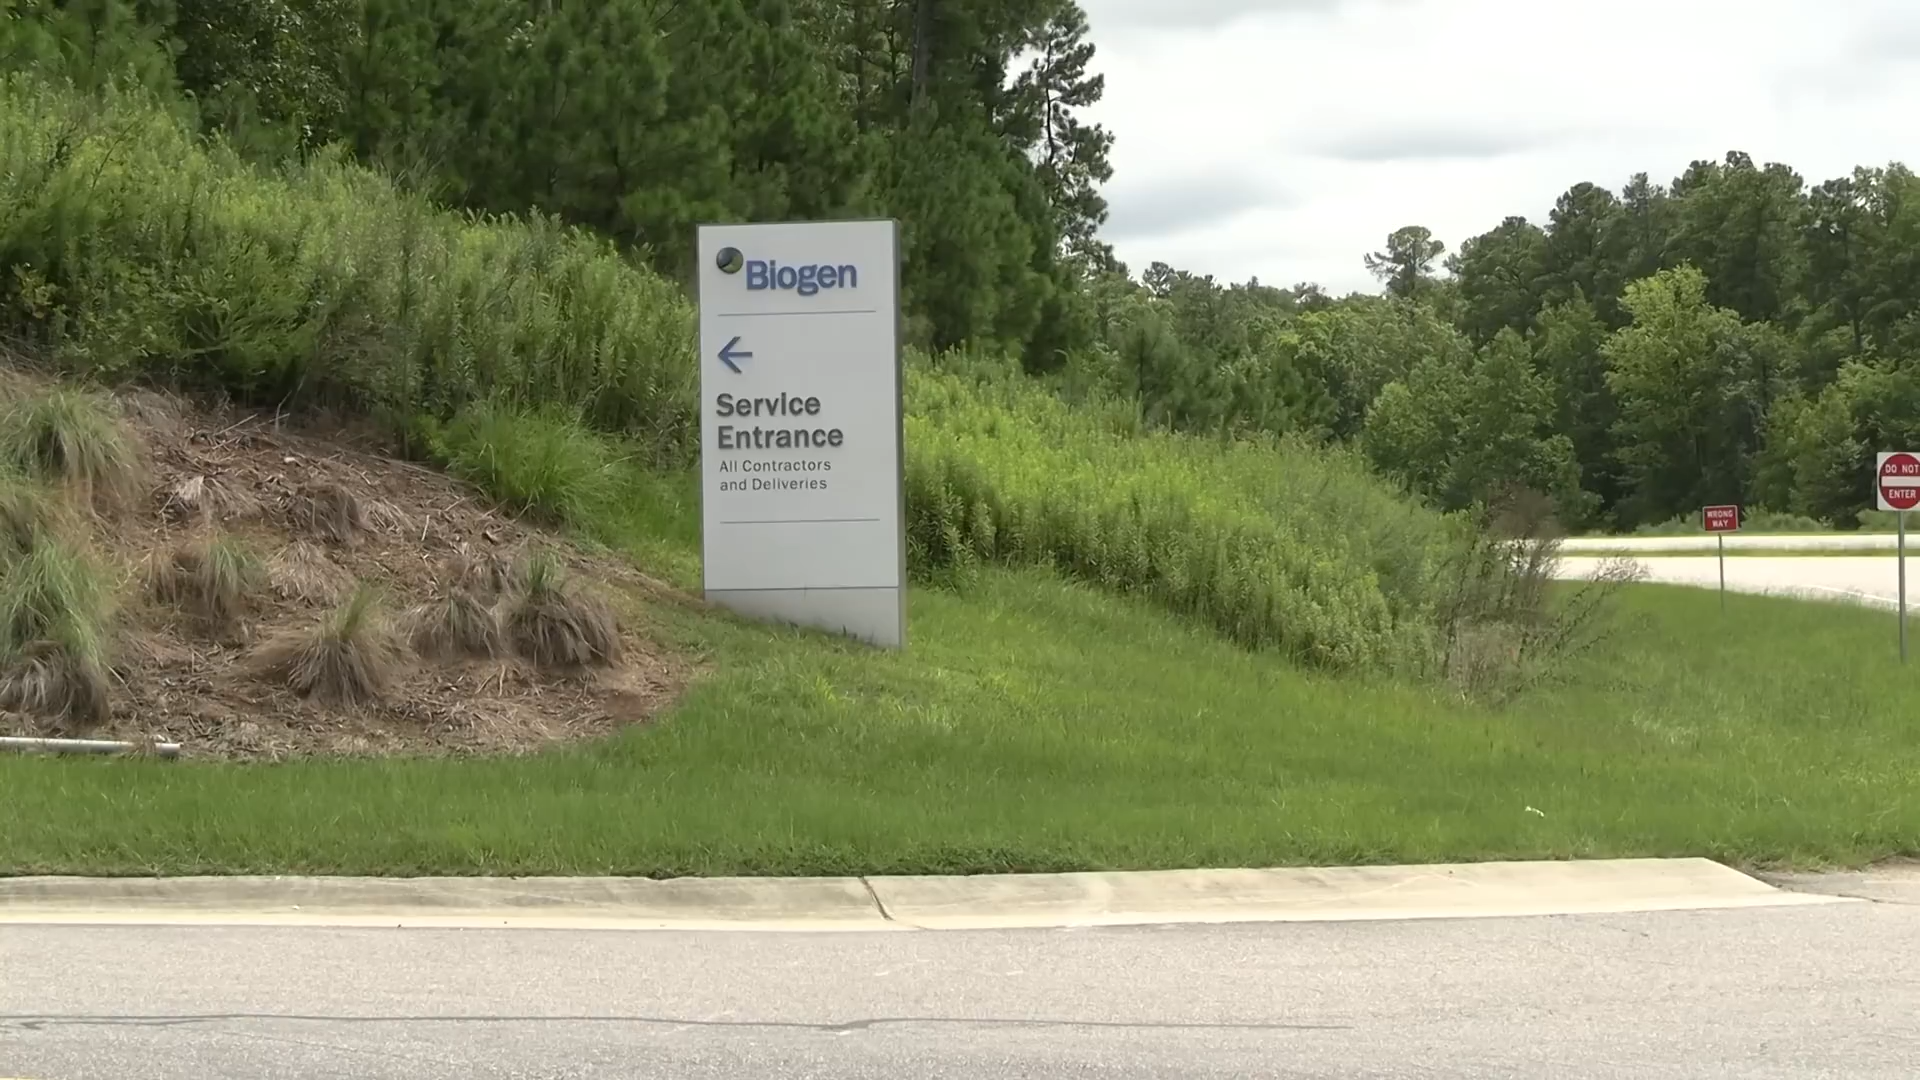 Biogen
Service
Entrance
All Contractors
and Deliveries
WRONG
WAY
DO NOT
ENTER